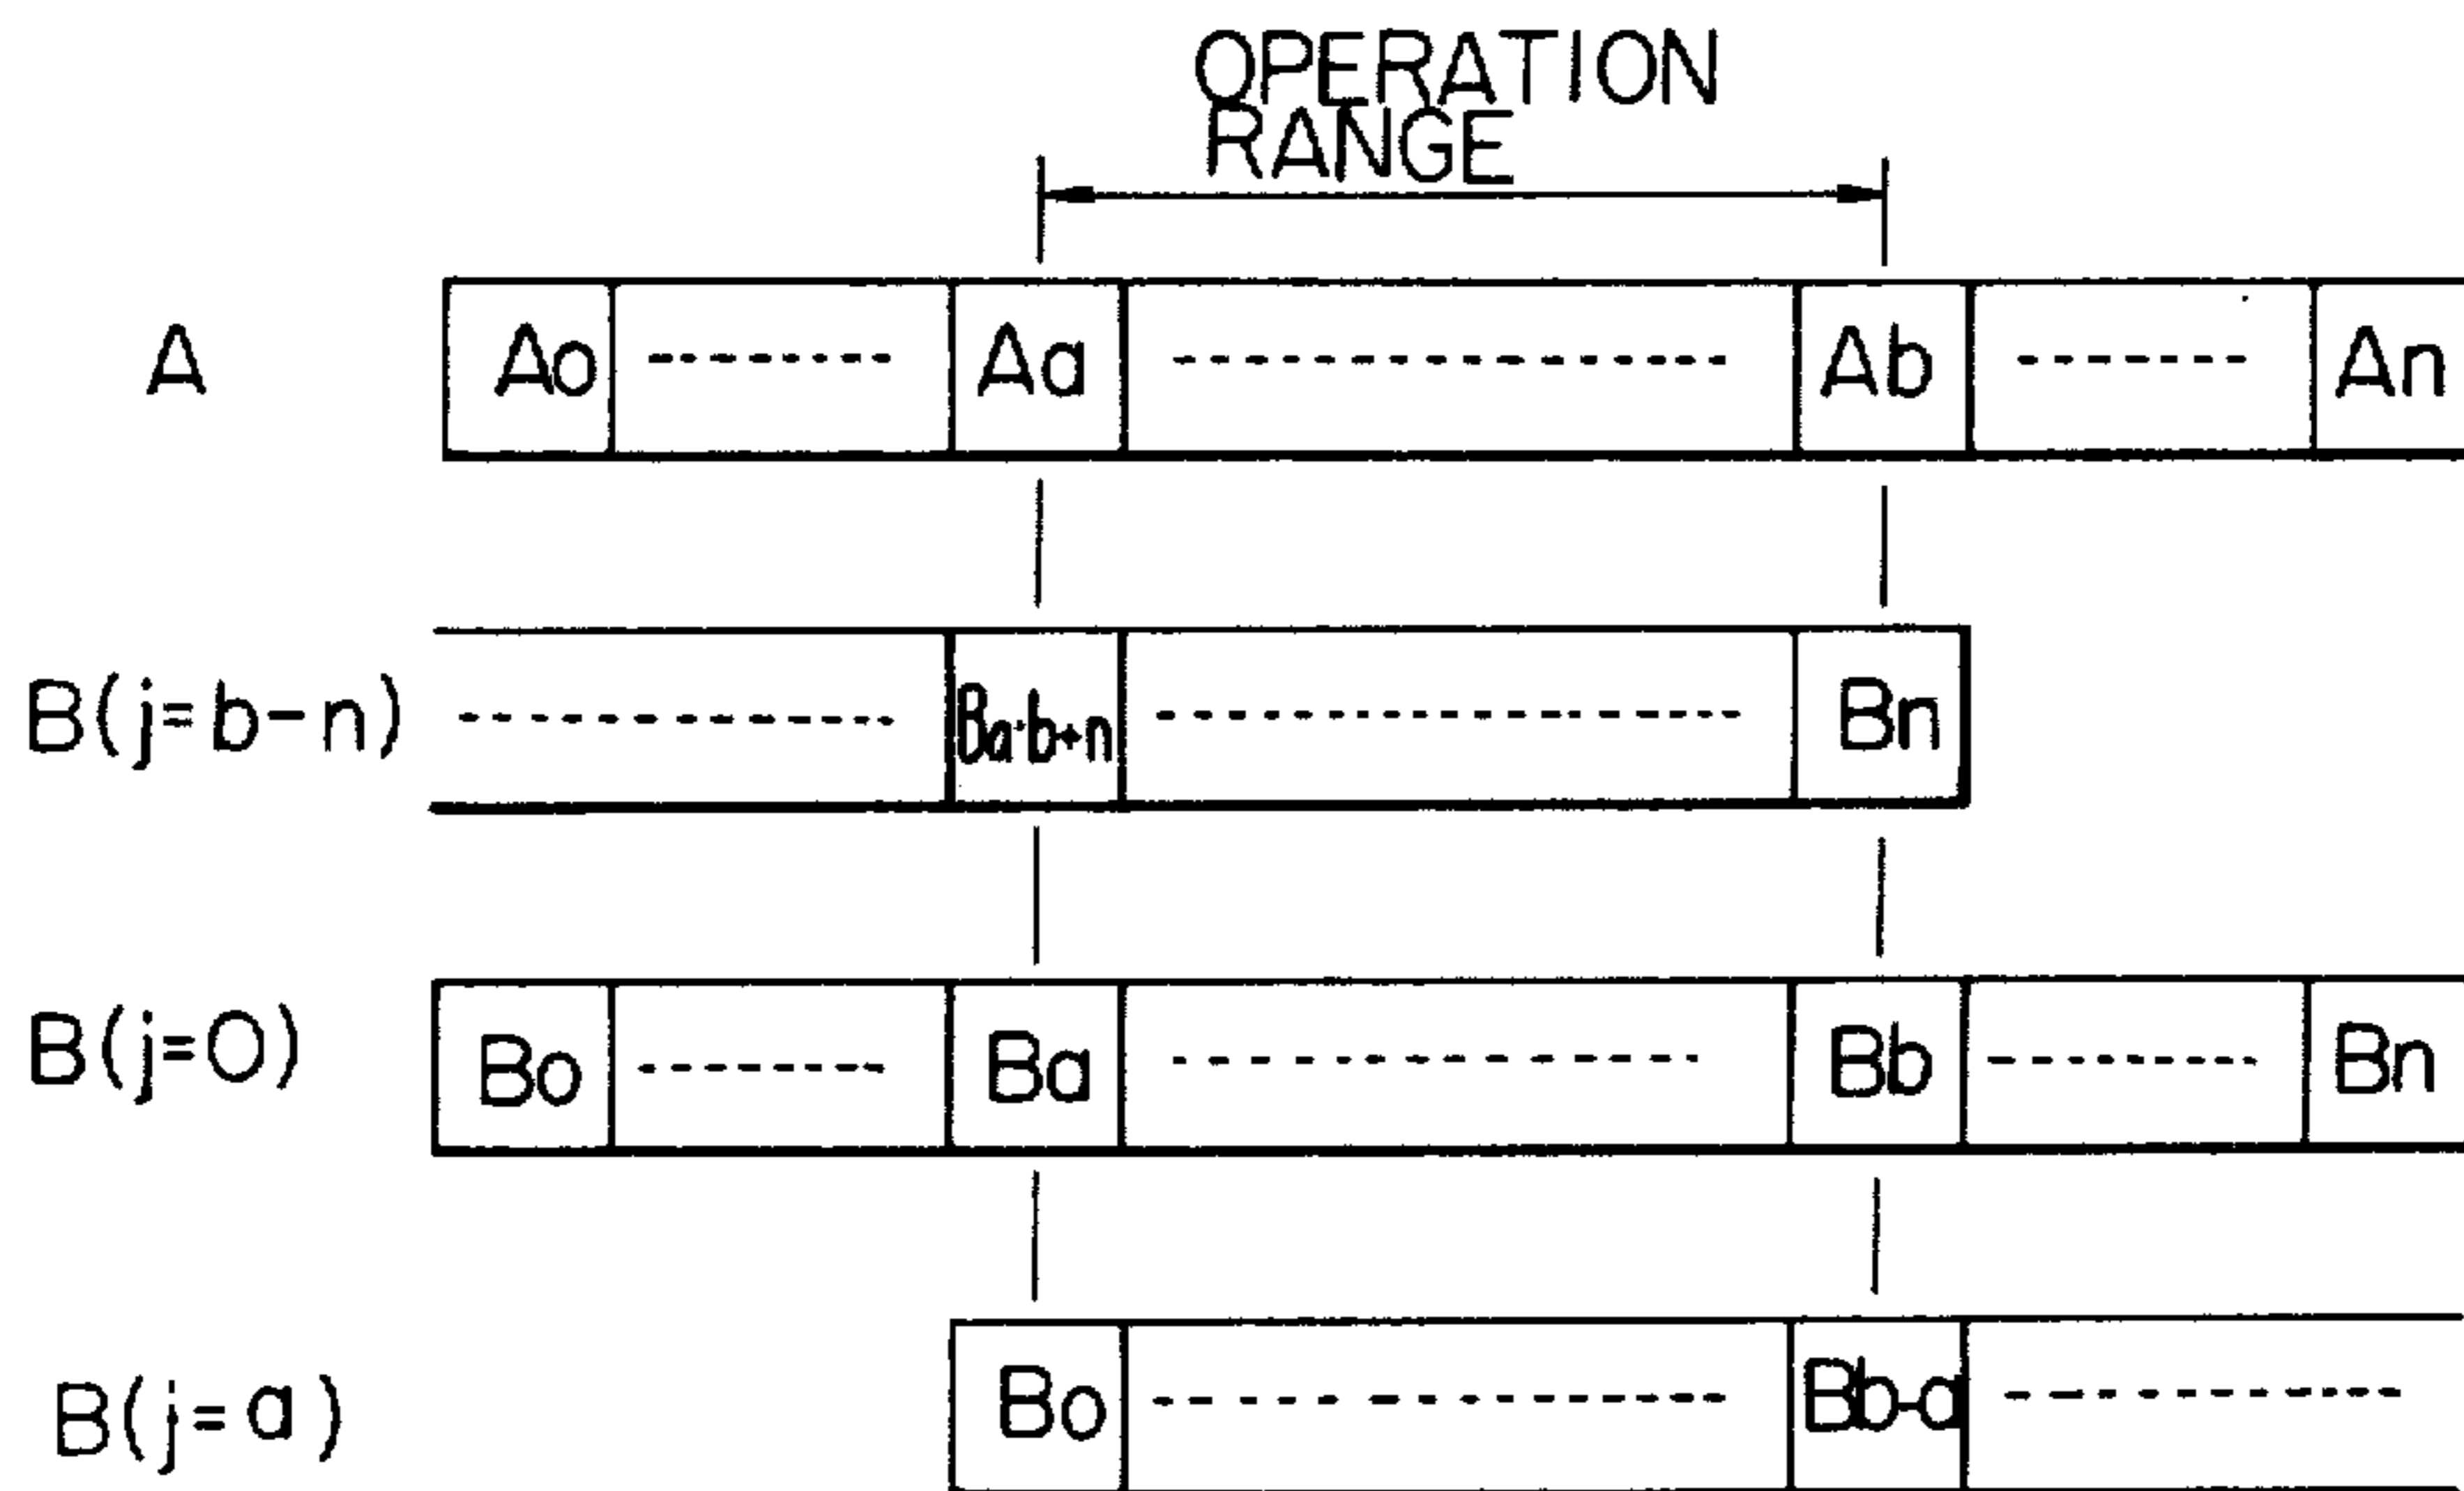 OPERATION
RANGE
A Ao Aa Ab An
B(j=b-n) Ba-b+n Bn
B(j=0) Bo Ba Bb Bn
B(j=a) Bo Bb-a